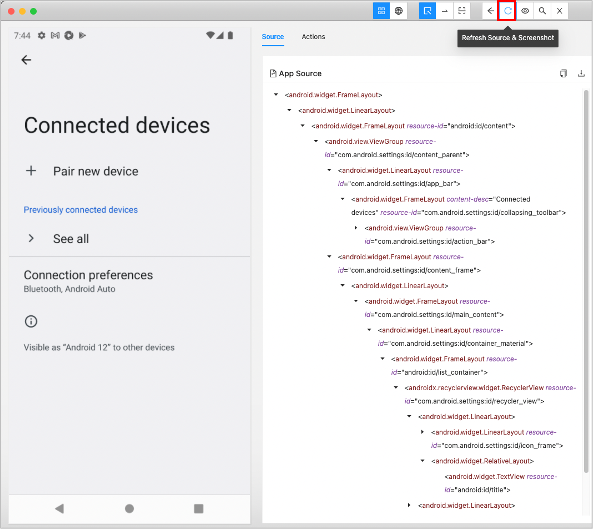 7:44
Refresh Source & Screenshot
Source
Actions
Connected devices
Pair new device
Previously connected devices
See all
Connection preferences
Bluetooth, Android Auto
Visible as “Android 12” to other devices
App Source
<android.widget.FrameLayout>
<android.widget.LinearLayout>
<android.widget.FrameLayout resource-id="android:id/content">
<android.view.ViewGroup resource-
id="com.android.settings:id/content_parent">
<android.widget.LinearLayout resource-
id="com.android.settings:id/app_bar">
<android.widget.FrameLayout content-desc="Connected
devices" resource-id="com.android.settings:id/collapsing_toolbar">
<android.view.ViewGroup resource-
id="com.android.settings:id/action_bar">
<android.widget.FrameLayout resource-
id="com.android.settings:id/content_frame">
<android.widget.LinearLayout>
<android.widget.FrameLayout resource-
id="com.android.settings:id/main_content">
<android.widget.LinearLayout resource-
id="com.android.settings:id/container_material">
<android.widget.FrameLayout resource-
id="android:id/list_container">
<androidx.recyclerview.widget.RecyclerView resource-
id="com.android.settings:id/recycler_view">
<android.widget.LinearLayout>
<android.widget.LinearLayout resource-
id="com.android.settings:id/icon_frame">
<android.widget.RelativeLayout>
<android.widget.TextView resource-
id="android:id/title">
<android.widget.LinearLayout>